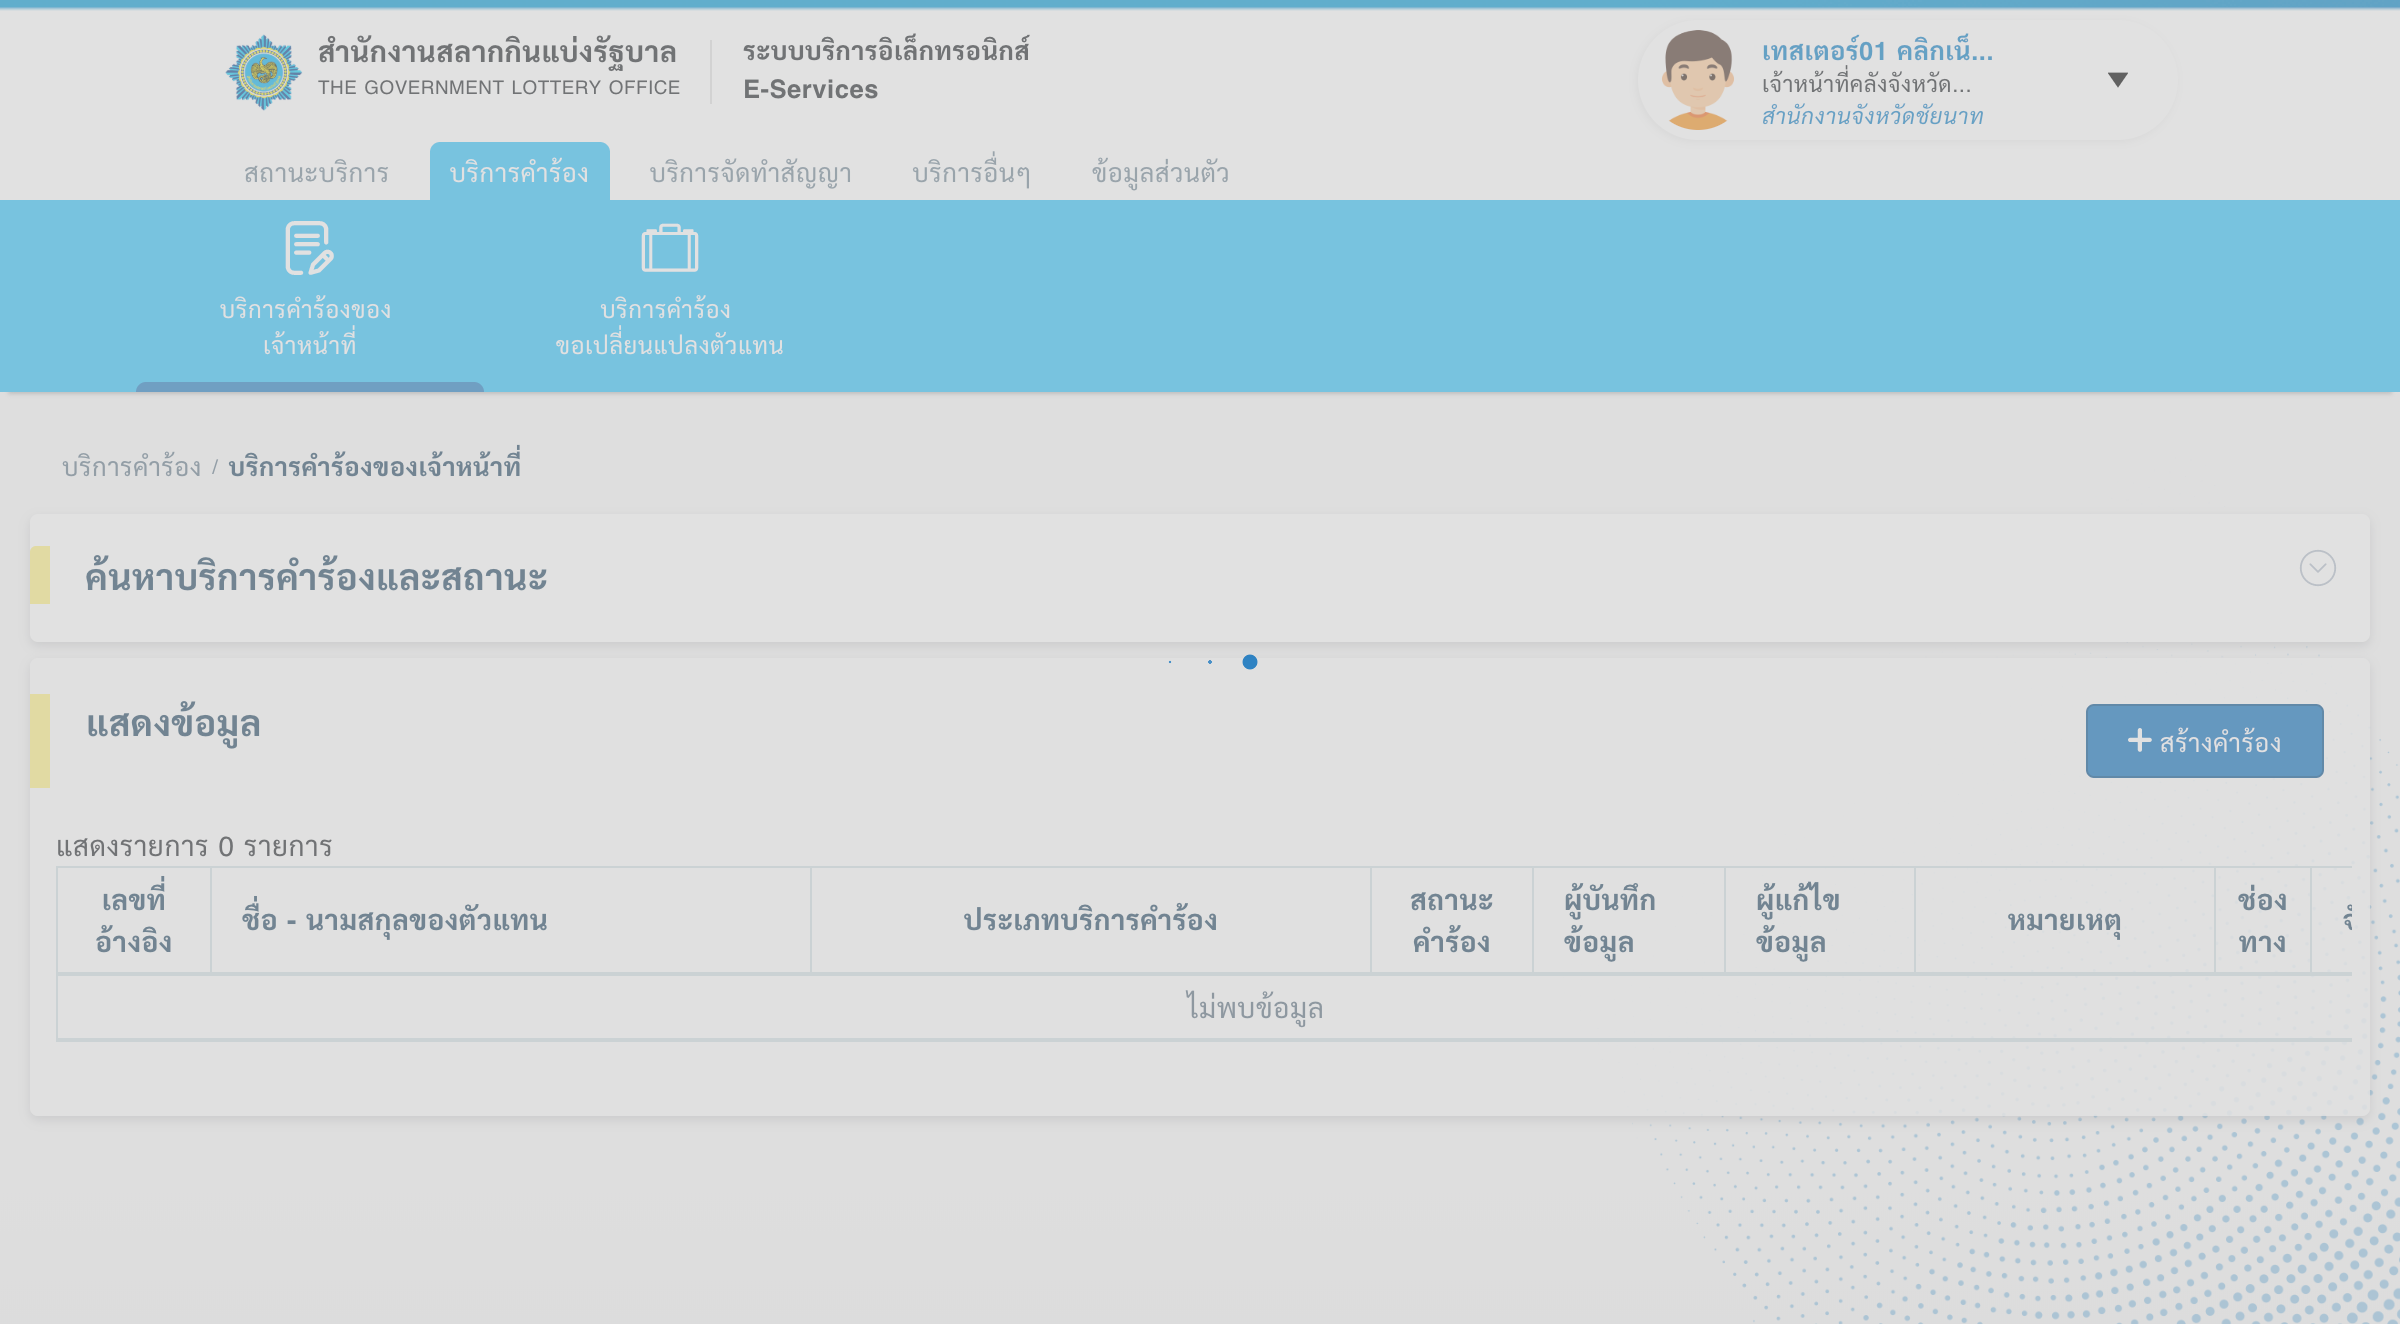 สำนักงานสลากกินแบ่งรัฐบาล
THE GOVERNMENT LOTTERY OFFICE
ระบบบริการอิเล็กทรอนิกส์
E-Services
เทสเตอร์01 คลิกเน็...
เจ้าหน้าที่คลังจังหวัด...
สำนักงานจังหวัดชัยนาท
สถานะบริการ
บริการคำร้อง
บริการจัดทำสัญญา
บริการอื่นๆ
ข้อมูลส่วนตัว
บริการคำร้องของ
เจ้าหน้าที่
บริการคำร้อง
ขอเปลี่ยนแปลงตัวแทน
บริการคำร้อง / บริการคำร้องของเจ้าหน้าที่
ค้นหาบริการคำร้องและสถานะ
แสดงข้อมูล
+ สร้างคำร้อง
แสดงรายการ 0 รายการ
เลขที่
อ้างอิง
ชื่อ - นามสกุลของตัวแทน
ประเภทบริการคำร้อง
สถานะ
คำร้อง
ผู้บันทึก
ข้อมูล
ผู้แก้ไข
ข้อมูล
หมายเหตุ
ช่อง
ทาง
ไม่พบข้อมูล